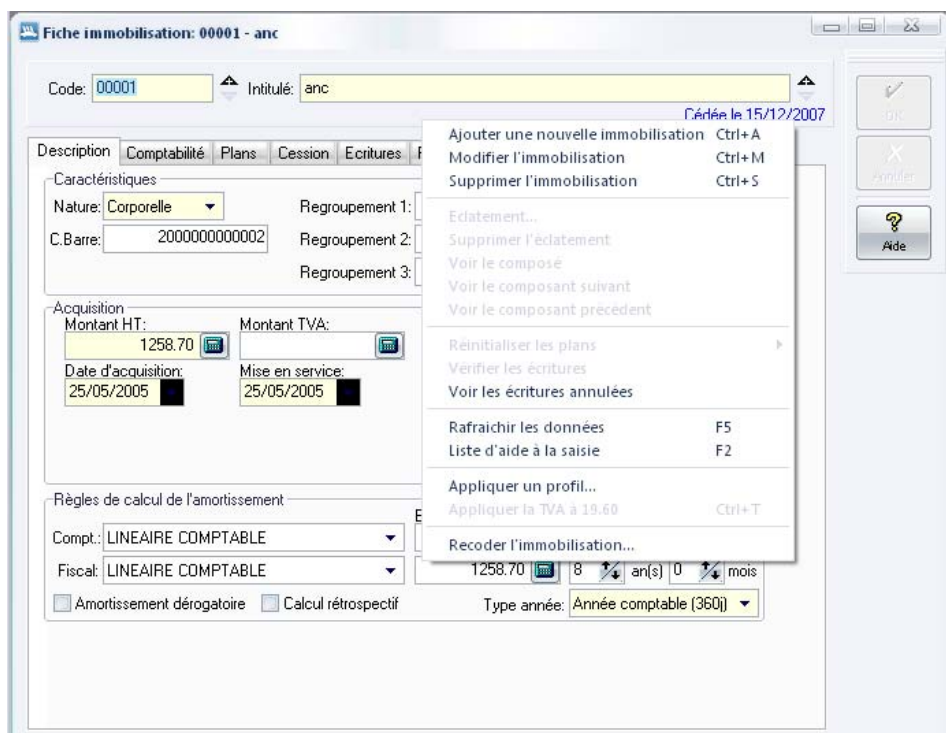 Fiche immobilisation: 00001 - anc
Code: 00001 Intitulé: anc
Cédée le 15/12/2007
OK
Annuler
Aide
Description Comptabilité Plans Cession Ecritures
Caractéristiques
Nature: Corporelle Regroupement 1:
C.Barre: 2000000000002 Regroupement 2:
Regroupement 3:
Acquisition
Montant HT: Montant TVA:
1258.70
Date d'acquisition: Mise en service:
25/05/2005 25/05/2005
Ajouter une nouvelle immobilisation Ctrl+A
Modifier l'immobilisation Ctrl+M
Supprimer l'immobilisation Ctrl+S
Eclatement...
Supprimer l'éclatement
Voir le composé
Voir le composant suivant
Voir le composant précédent
Réinitialiser les plans
Vérifier les écritures
Voir les écritures annulées
Rafraichir les données F5
Liste d'aide à la saisie F2
Appliquer un profil...
Appliquer la TVA à 19.60 Ctrl+T
Recoder l'immobilisation...
Règles de calcul de l'amortissement
Compt.: LINEAIRE COMPTABLE
Fiscal: LINEAIRE COMPTABLE 1258.70 8 an(s) 0 mois
Amortissement dérogatoire Calcul rétrospectif Type année: Année comptable (360j)